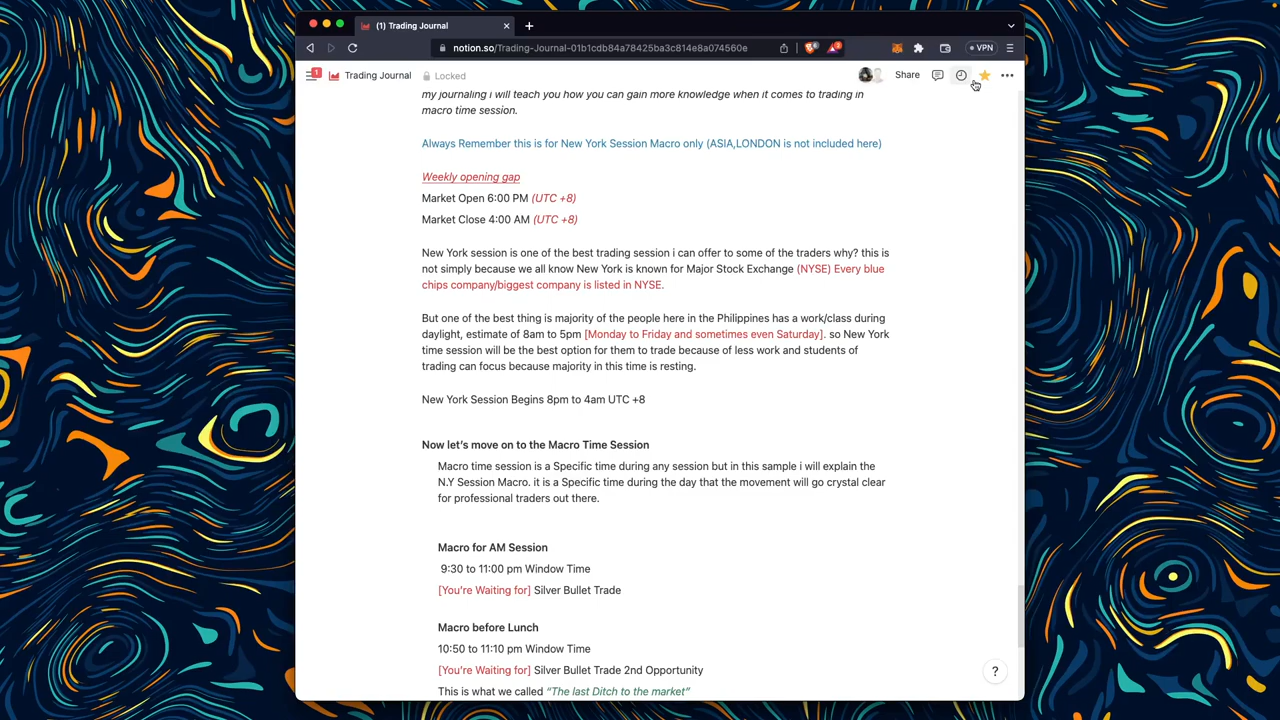 (1) Trading Journal
notion.so/Trading-Journal-01b1cdb84a78425ba3c814e8a074560e
2
VPN
1
Trading Journal
Locked
Share
my journaling i will teach you how you can gain more knowledge when it comes to trading in
macro time session.
Always Remember this is for New York Session Macro only (ASIA,LONDON is not included here)
Weekly opening gap
Market Open 6:00 PM (UTC +8)
Market Close 4:00 AM (UTC +8)
New York session is one of the best trading session i can offer to some of the traders why? this is
not simply because we all know New York is known for Major Stock Exchange (NYSE) Every blue
chips company/biggest company is listed in NYSE.
But one of the best thing is majority of the people here in the Philippines has a work/class during
daylight, estimate of 8am to 5pm [Monday to Friday and sometimes even Saturday]. so New York
time session will be the best option for them to trade because of less work and students of
trading can focus because majority in this time is resting.
New York Session Begins 8pm to 4am UTC +8
Now let's move on to the Macro Time Session
Macro time session is a Specific time during any session but in this sample i will explain the
N.Y Session Macro. it is a Specific time during the day that the movement will go crystal clear
for professional traders out there.
Macro for AM Session
9:30 to 11:00 pm Window Time
[You're Waiting for] Silver Bullet Trade
Macro before Lunch
10:50 to 11:10 pm Window Time
[You're Waiting for] Silver Bullet Trade 2nd Opportunity
This is what we called "The last Ditch to the market"
?